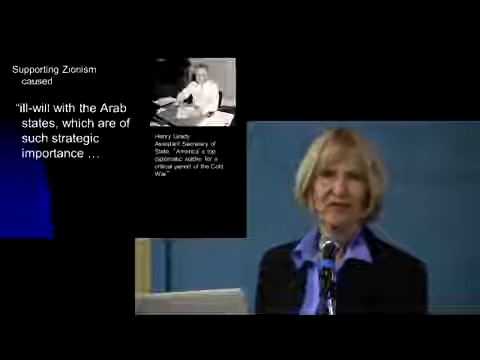 Supporting Zionism
caused
"ill-will with the Arab
states, which are of
such strategic
importance …
Henry Grady
Assistant Secretary of
State, "America's top
diplomatic soldier for a
critical period of the Cold
War"